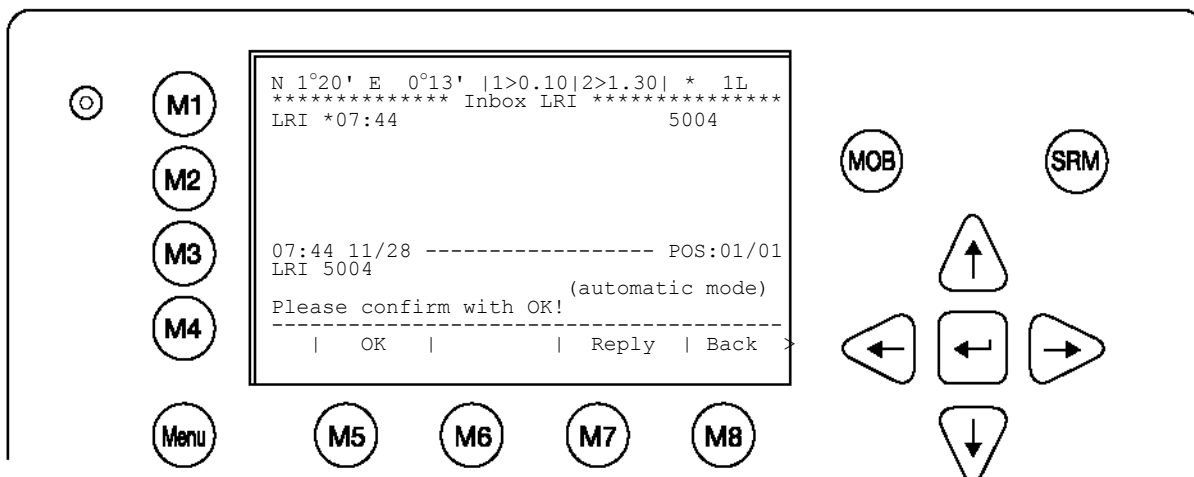 N 1°20' E 0°13' |1>0.10|2>1.30| * 1L
************** Inbox LRI ***************
LRI *07:44 5004
07:44 11/28 ------------------ POS:01/01
LRI 5004
(automatic mode)
Please confirm with OK!
----------------------------------------
| OK | | Reply | Back >
M1
M2
M3
M4
Menu
M5
M6
M7
M8
MOB
SRM